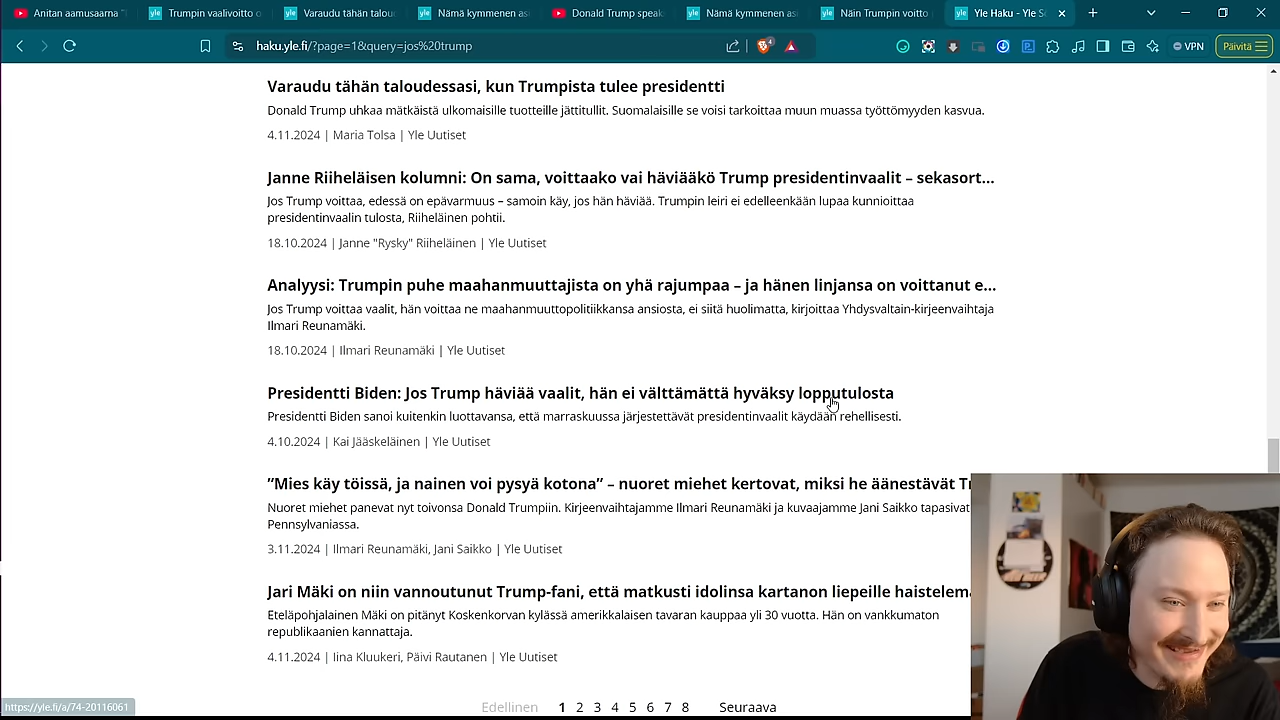 Anitan aamusaarna "
yle Trumpin vaalivoitto o
yle Varaudu tähän talou
yle Nämä kymmenen as
Donald Trump speak
yle Nämä kymmenen as
yle Näin Trumpin voitto
yle Yle Haku - Yle S
haku.yle.fi/?page=1&query=jos%20trump
4
VPN
Päivitä
Varaudu tähän taloudessasi, kun Trumpista tulee presidentti
Donald Trump uhkaa mätkäistä ulkomaisille tuotteille jättitullit. Suomalaisille se voisi tarkoittaa muun muassa työttömyyden kasvua.
4.11.2024 | Maria Tolsa | Yle Uutiset
Janne Riiheläisen kolumni: On sama, voittaako vai häviääkö Trump presidentinvaalit – sekasort...
Jos Trump voittaa, edessä on epävarmuus – samoin käy, jos hän häviää. Trumpin leiri ei edelleenkään lupaa kunnioittaa
presidentinvaalin tulosta, Riiheläinen pohtii.
18.10.2024 | Janne "Rysky" Riiheläinen | Yle Uutiset
Analyysi: Trumpin puhe maahanmuuttajista on yhä rajumpaa – ja hänen linjansa on voittanut e...
Jos Trump voittaa vaalit, hän voittaa ne maahanmuuttopolitiikkansa ansiosta, ei siitä huolimatta, kirjoittaa Yhdysvaltain-kirjeenvaihtaja
Ilmari Reunamäki.
18.10.2024 | Ilmari Reunamäki | Yle Uutiset
Presidentti Biden: Jos Trump häviää vaalit, hän ei välttämättä hyväksy lopputulosta
Presidentti Biden sanoi kuitenkin luottavansa, että marraskuussa järjestettävät presidentinvaalit käydään rehellisesti.
4.10.2024 | Kai Jääskeläinen | Yle Uutiset
”Mies käy töissä, ja nainen voi pysyä kotona” – nuoret miehet kertovat, miksi he äänestävät T
Nuoret miehet panevat nyt toivonsa Donald Trumpiin. Kirjeenvaihtajamme Ilmari Reunamäki ja kuvaajamme Jani Saikko tapasivat
Pennsylvaniassa.
3.11.2024 | Ilmari Reunamäki, Jani Saikko | Yle Uutiset
Jari Mäki on niin vannoutunut Trump-fani, että matkusti idolinsa kartanon liepeille haistelem
Eteläpohjalainen Mäki on pitänyt Koskenkorvan kylässä amerikkalaisen tavaran kauppaa yli 30 vuotta. Hän on vankkumaton
republikaanien kannattaja.
4.11.2024 | Iina Kluukeri, Päivi Rautanen | Yle Uutiset
https://yle.fi/a/74-20116061
Edellinen 1 2 3 4 5 6 7 8 Seuraava